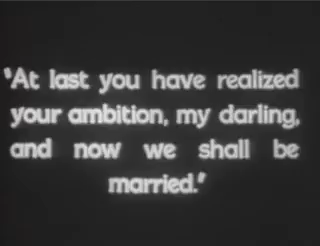 "At last you have realized
your ambition, my darling,
and now we shall be
married."